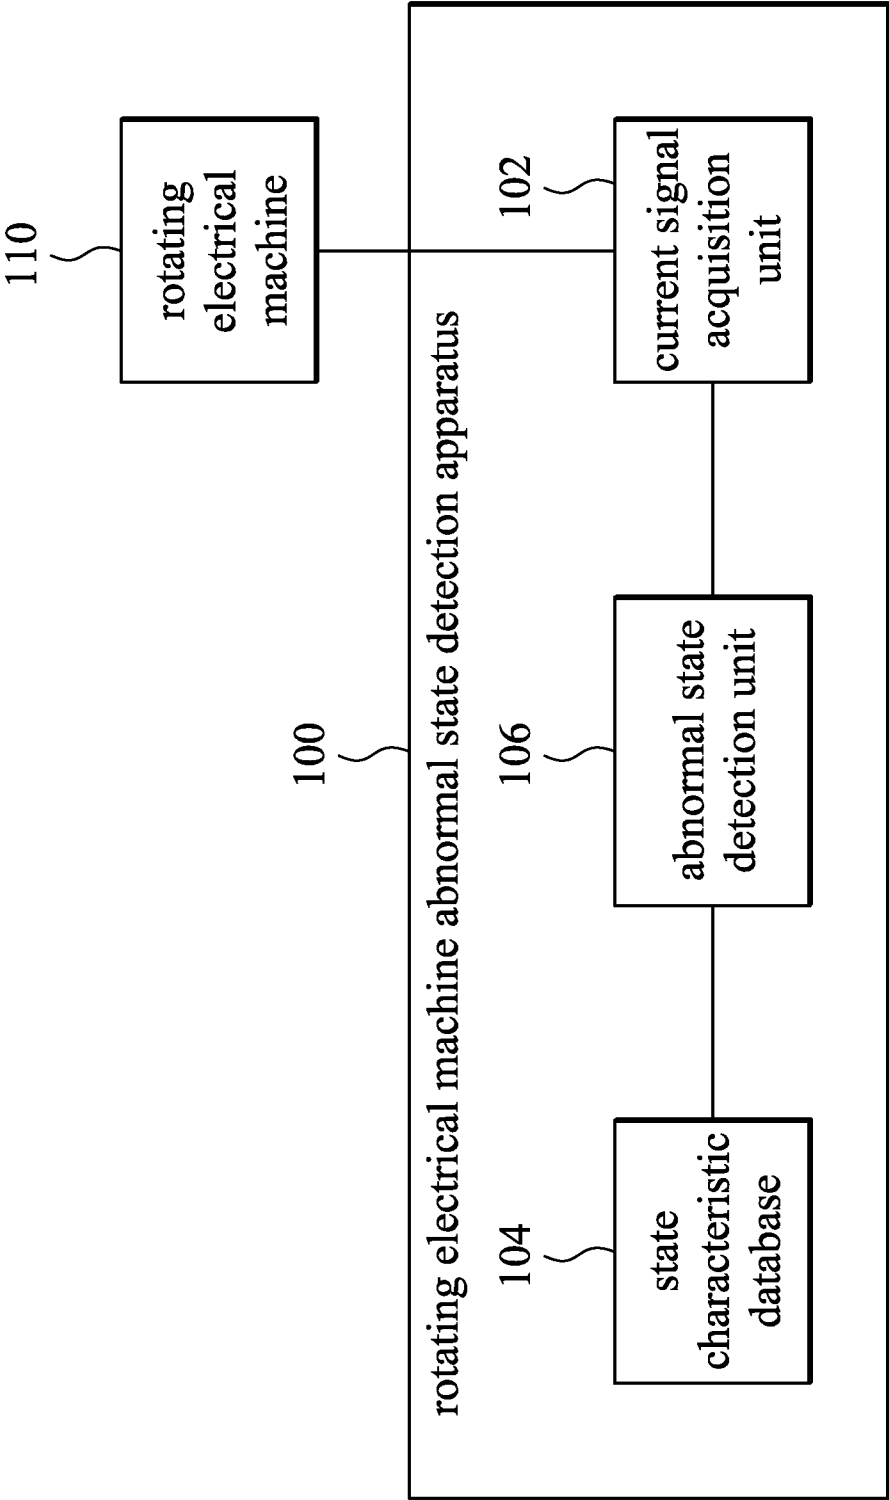 110
rotating
electrical
machine
100
rotating electrical machine abnormal state detection apparatus
104
state
characteristic
database
106
abnormal state
detection unit
102
current signal
acquisition
unit